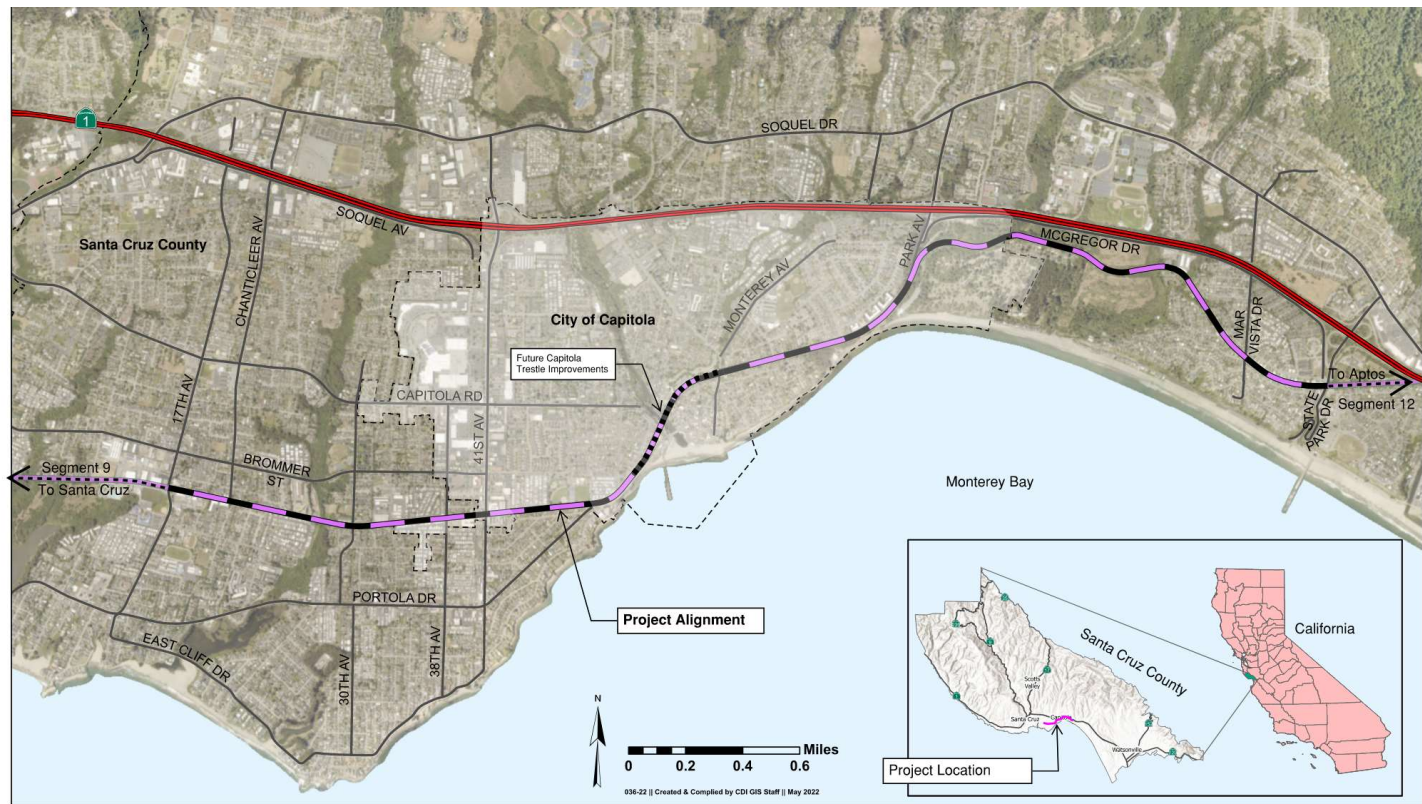 1
SOQUEL DR
SOQUEL AV
Santa Cruz County
CHANTICLEER AV
MCGREGOR DR
PARK AV
MONTEREY AV
City of Capitola
Future Capitola
Trestle Improvements
MAR
VISTA DR
To Aptos
Segment 12
STATE
PARK DR
17TH AV
CAPITOLA RD
41ST AV
BROMMER
ST
Segment 9
To Santa Cruz
Monterey Bay
PORTOLA DR
Project Alignment
EAST CLIFF DR
30TH AV
38TH AV
N
Miles
0 0.2 0.4 0.6
036-22 || Created & Complied by CDI GIS Staff || May 2022
Santa Cruz County
California
Scotts
Valley
Santa Cruz
Capitola
Watsonville
Project Location